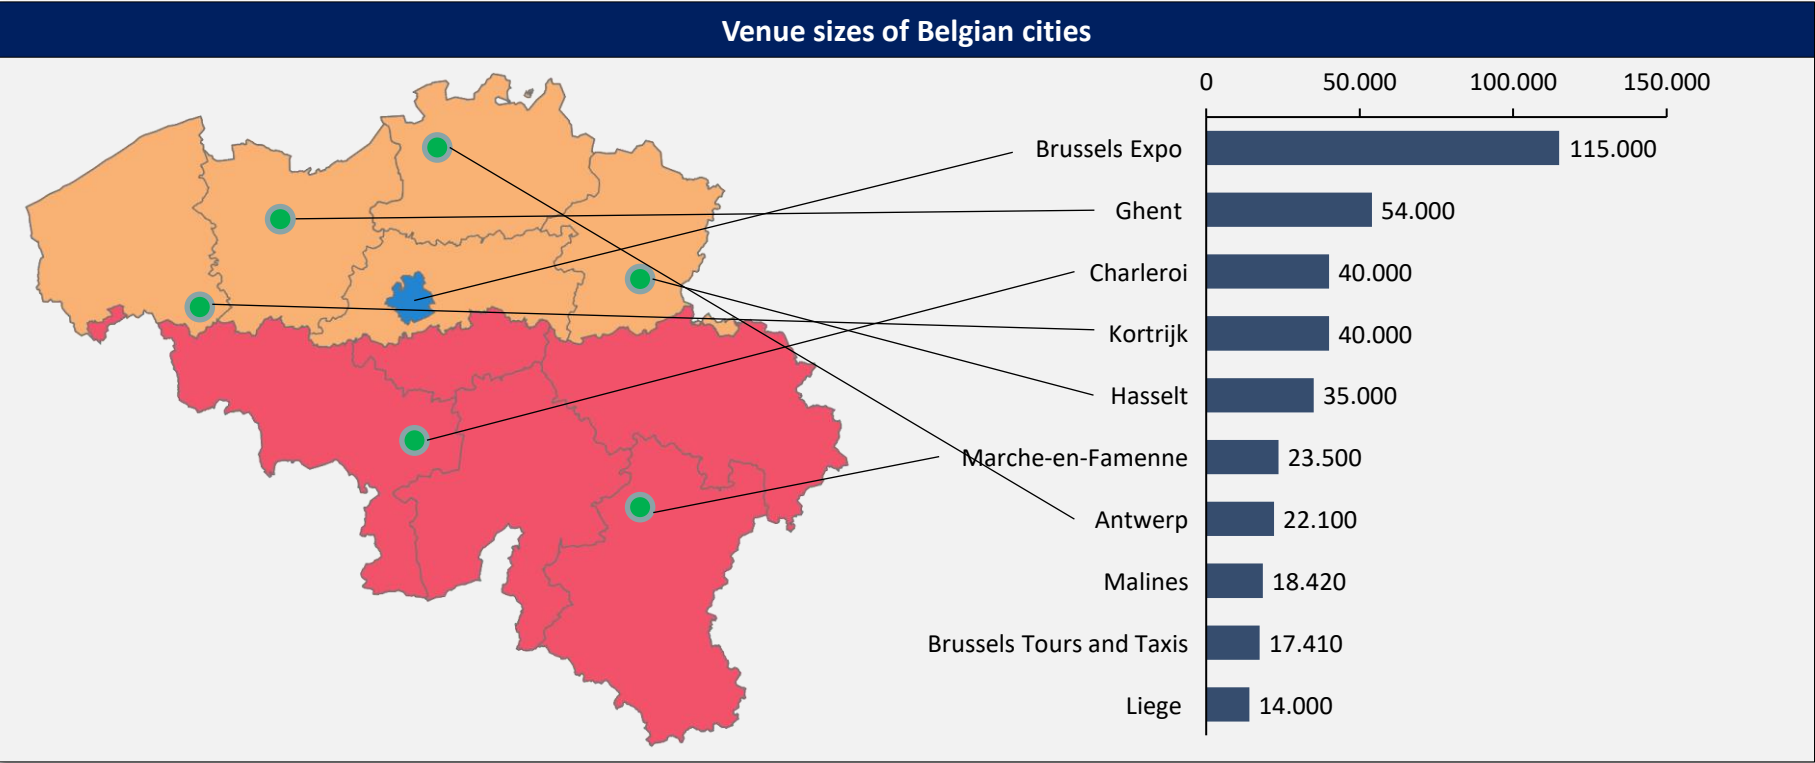 Venue sizes of Belgian cities
0 50.000 100.000 150.000
Brussels Expo 115.000
Ghent 54.000
Charleroi 40.000
Kortrijk 40.000
Hasselt 35.000
Marche-en-Famenne 23.500
Antwerp 22.100
Malines 18.420
Brussels Tours and Taxis 17.410
Liege 14.000